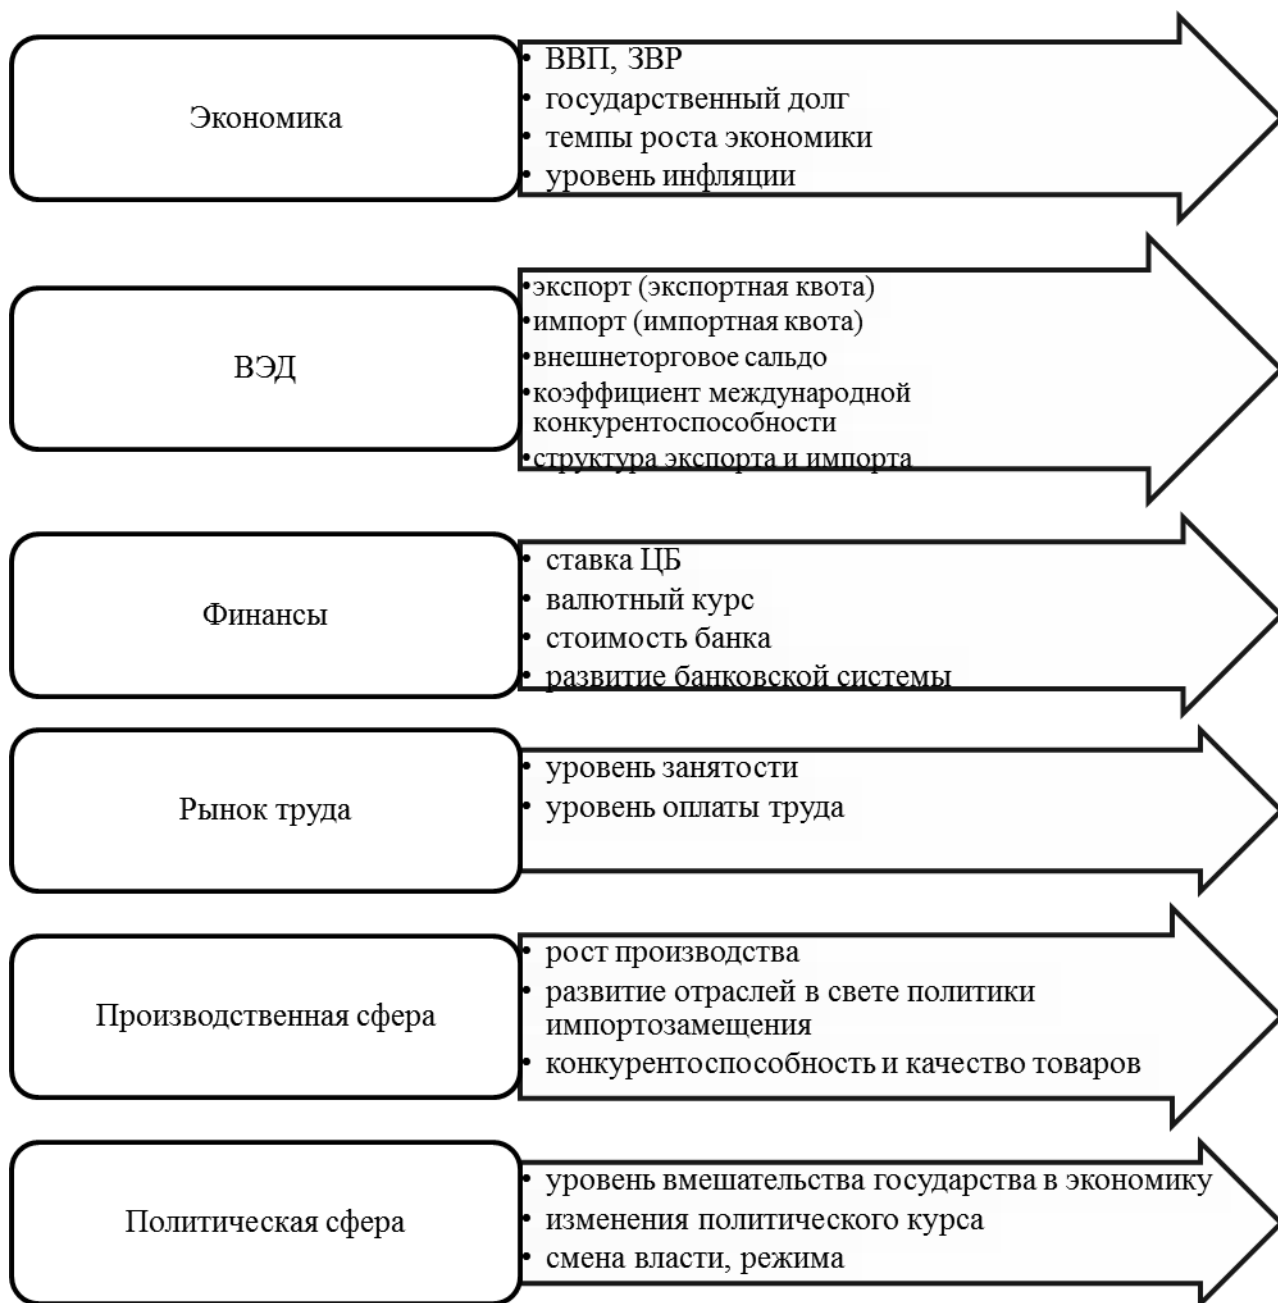 Экономика
• ВВП, ЗВР
• государственный долг
• темпы роста экономики
• уровень инфляции
ВЭД
•экспорт (экспортная квота)
•импорт (импортная квота)
•внешнеторговое сальдо
•коэффициент международной
конкурентоспособности
•структура экспорта и импорта
Финансы
• ставка ЦБ
• валютный курс
• стоимость банка
• развитие банковской системы
Рынок труда
• уровень занятости
• уровень оплаты труда
Производственная сфера
• рост производства
• развитие отраслей в свете политики
импортозамещения
• конкурентоспособность и качество товаров
Политическая сфера
• уровень вмешательства государства в экономику
• изменения политического курса
• смена власти, режима